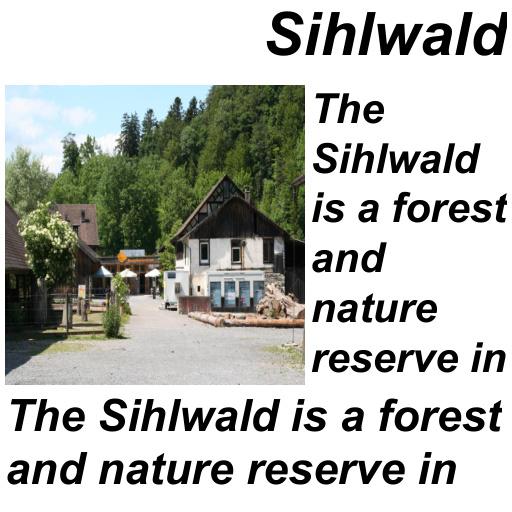 Sihlwald
The
Sihlwald
is a forest
and
nature
reserve in
The Sihlwald is a forest
and nature reserve in